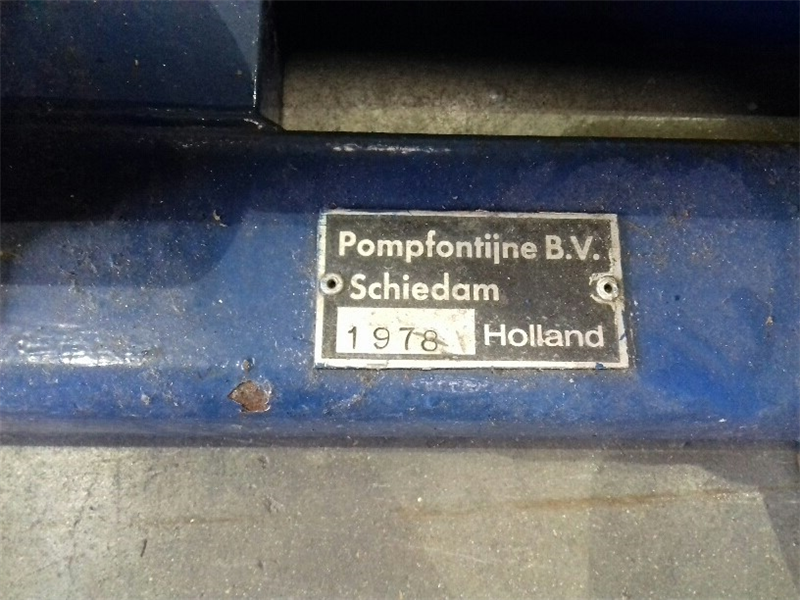 Pompfontijne B.V.
Schiedam
1978 Holland